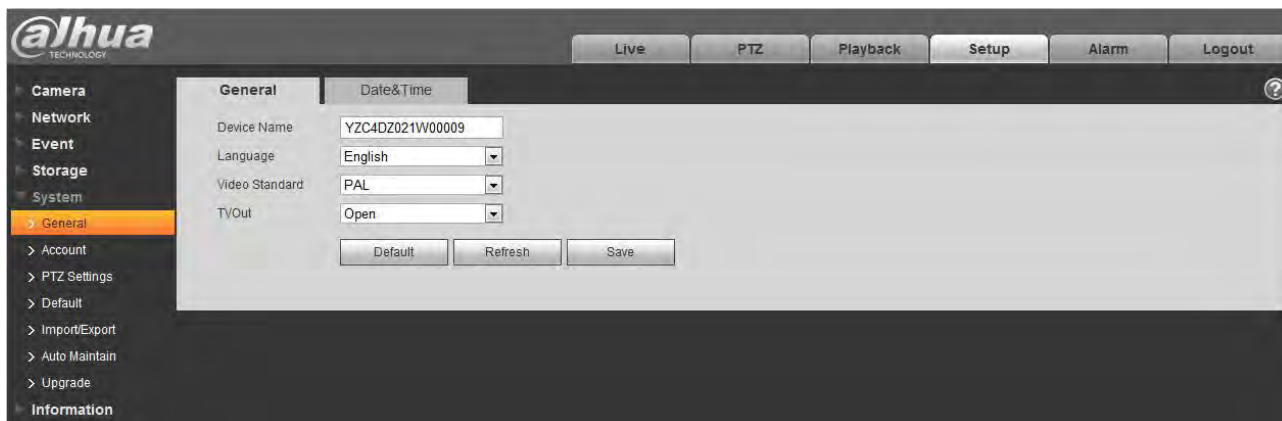 alhua
TECHNOLOGY
Live PTZ Playback Setup Alarm Logout
Camera
Network
Event
Storage
System
General
Account
PTZ Settings
Default
Import/Export
Auto Maintain
Upgrade
Information
General Date&Time
?
Device Name YZC4DZ021W00009
Language English
Video Standard PAL
TVOut Open
Default Refresh Save